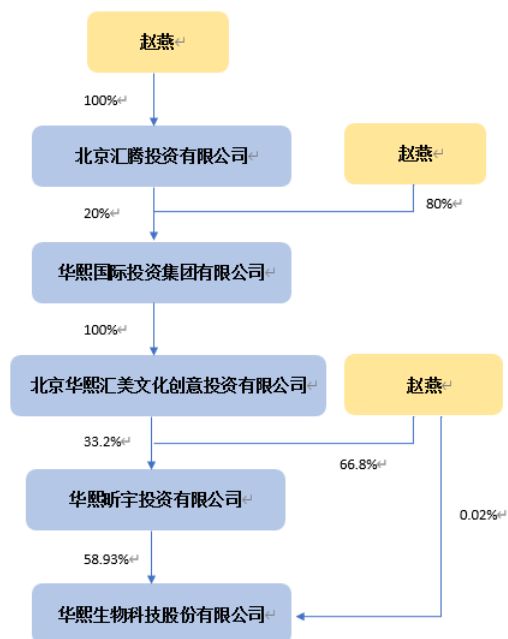 赵燕↵
100%↵
北京汇腾投资有限公司↵
赵燕↵
20%↵
80%↵
华熙国际投资集团有限公司↵
100%↵
北京华熙汇美文化创意投资有限公司↵
赵燕↵
33.2%↵
66.8%↵
华熙昕宇投资有限公司↵
0.02%↵
58.93%↵
华熙生物科技股份有限公司↵